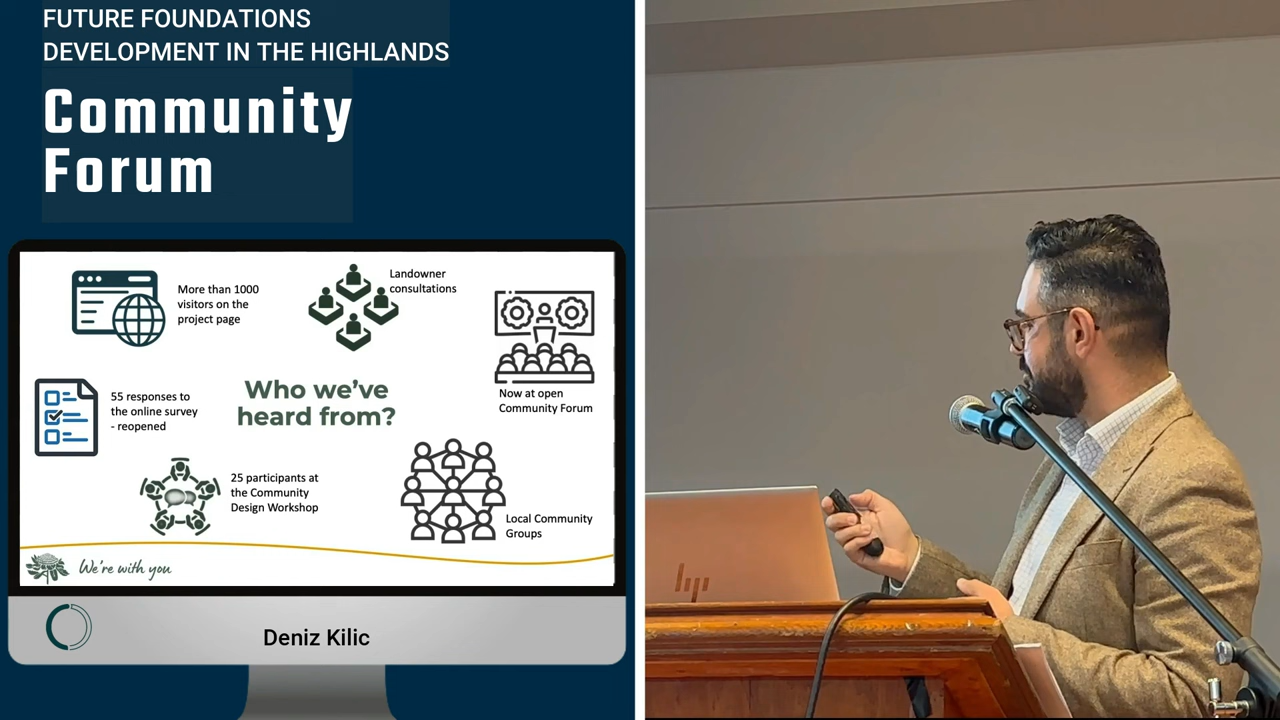 FUTURE FOUNDATIONS
DEVELOPMENT IN THE HIGHLANDS
Community
Forum
More than 1000
visitors on the
project page
Landowner
consultations
Now at open
Community Forum
55 responses to
the online survey
- reopened
Who we've
heard from?
25 participants at
the Community
Design Workshop
Local Community
Groups
We're with you
Deniz Kilic
hp